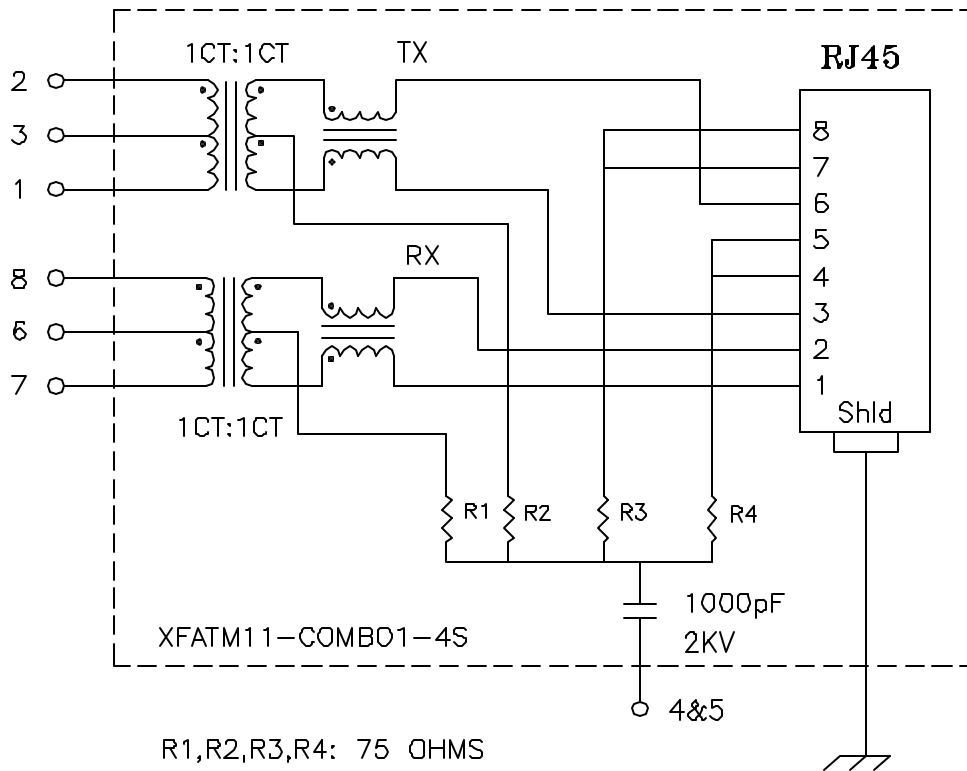 1CT:1CT
TX
RJ45
2
3
1
8
7
6
5
4
3
2
1
Shld
RX
8
6
7
1CT:1CT
R1
R2
R3
R4
1000pF
2KV
XFATM11-COMBO1-4S
4&5
R1,R2,R3,R4: 75 OHMS